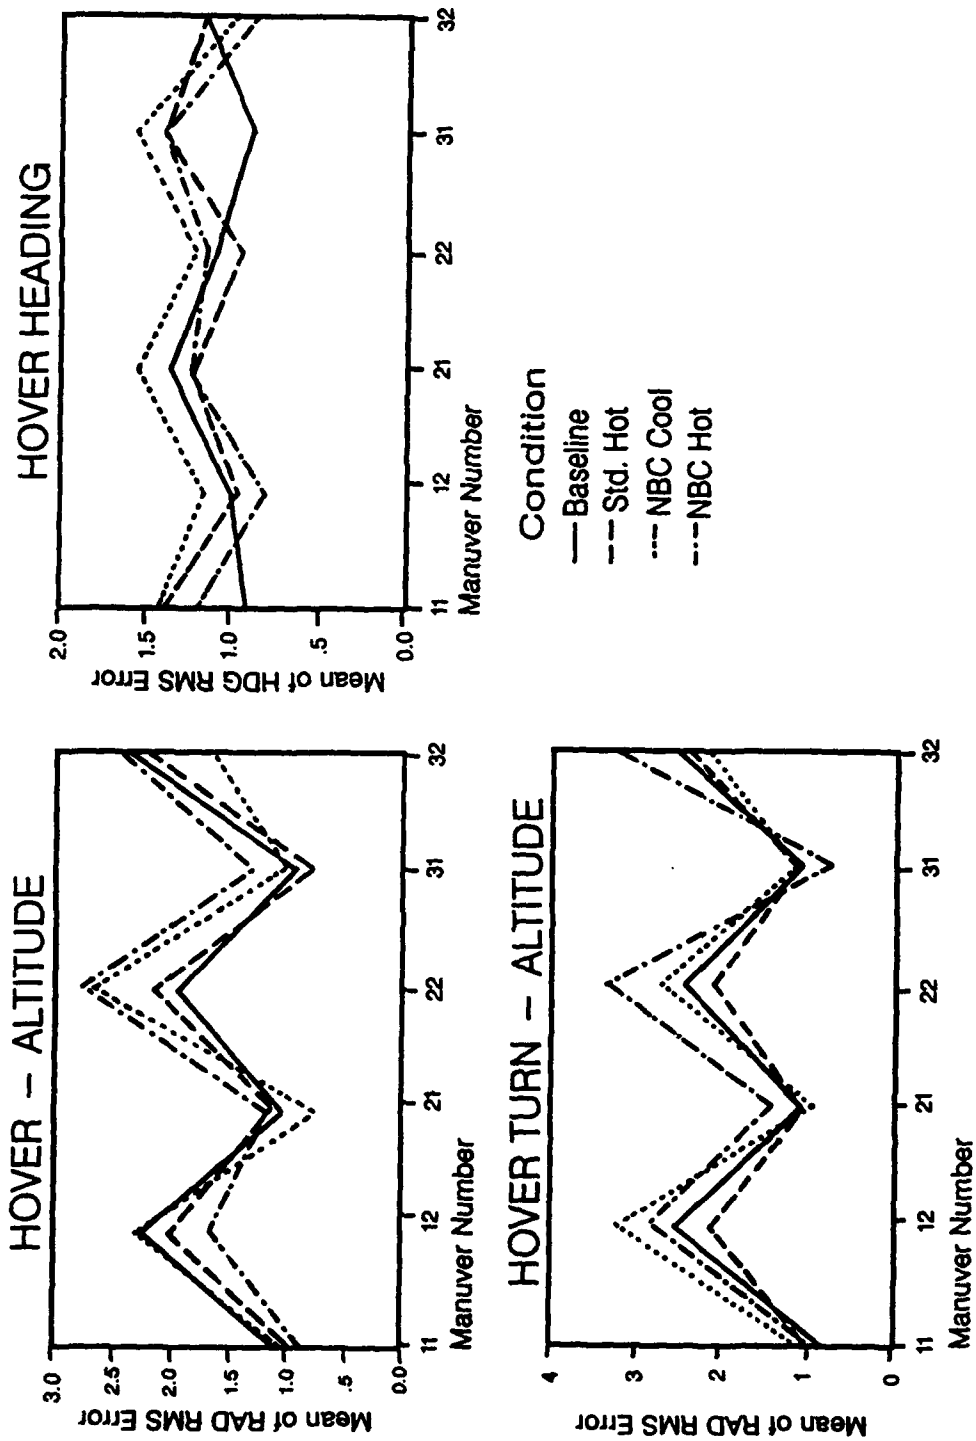 HOVER – ALTITUDE
Mean of RAD RMS Error
3.0
2.0
1.5
1.0
.5
0.0
11 12 21 22 31 32
Manuver Number
HOVER HEADING
Mean of HDG RMS Error
2.0
1.5
1.0
.5
0.0
11 12 21 22 31 32
Manuver Number
HOVER TURN – ALTITUDE
Mean of RAD RMS Error
4
3
2
1
0
11 12 21 22 31 32
Manuver Number
Condition
Baseline
Std. Hot
NBC Cool
NBC Hot